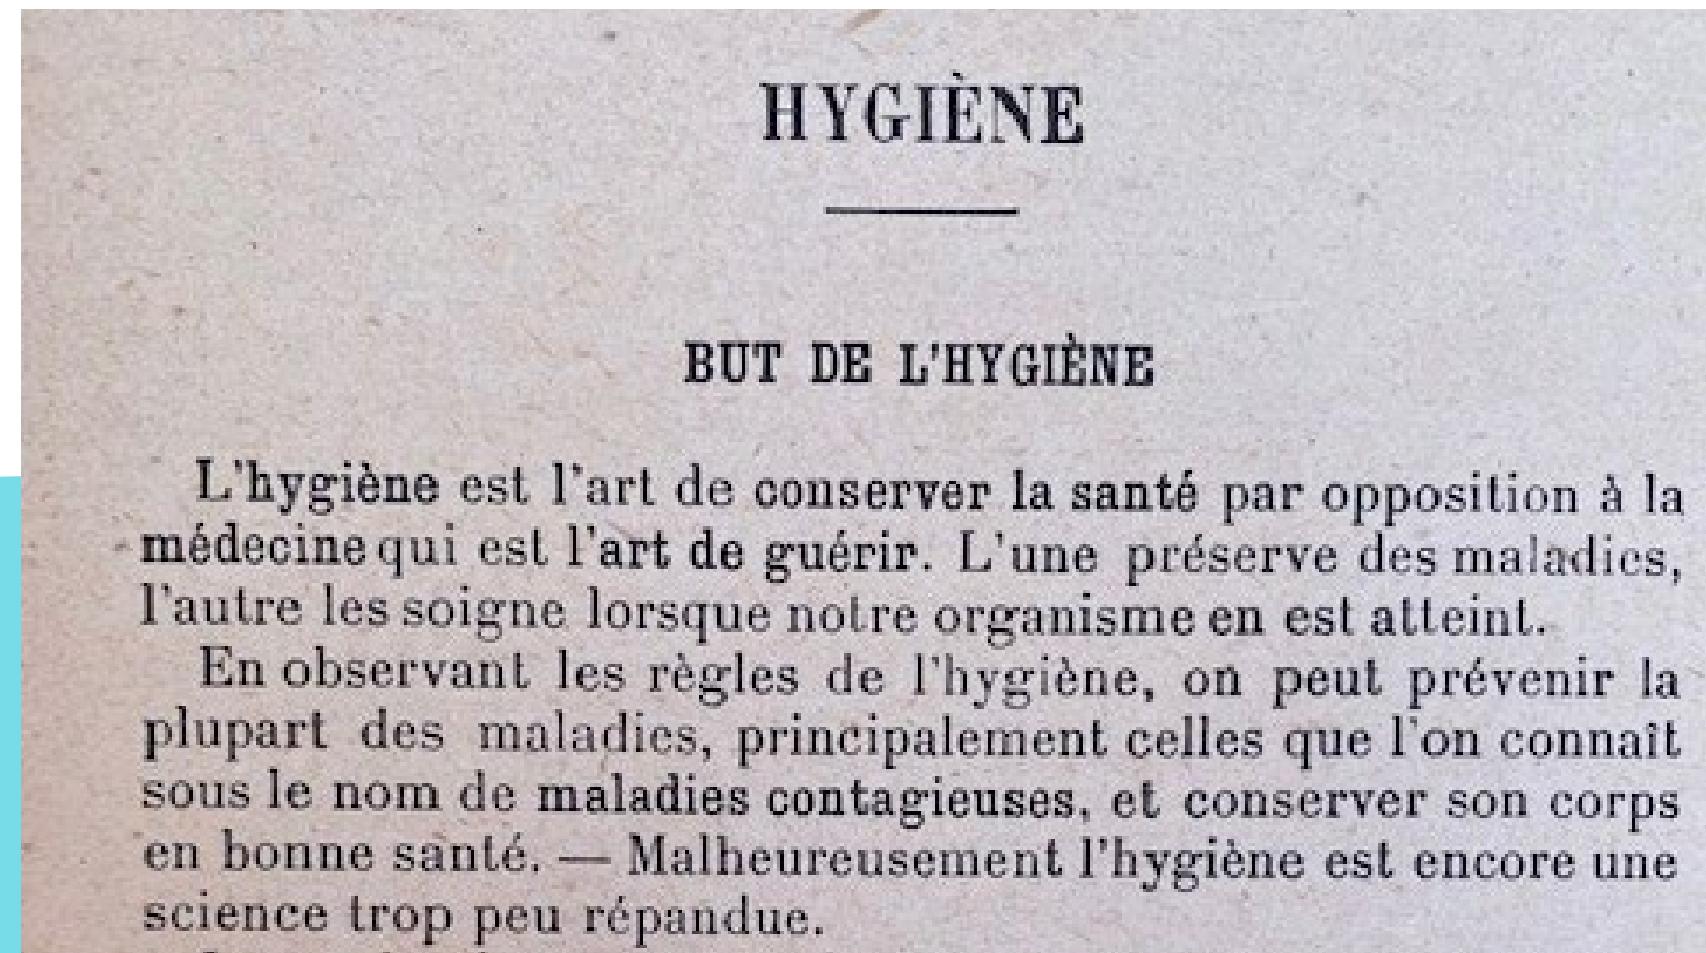 HYGIÈNE
BUT DE L'HYGIÈNE
L'hygiène est l'art de conserver la santé par opposition à la
médecine qui est l'art de guérir. L'une préserve des maladies,
l'autre les soigne lorsque notre organisme en est atteint.
En observant les règles de l'hygiène, on peut prévenir la
plupart des maladies, principalement celles que l'on connaît
sous le nom de maladies contagieuses, et conserver son corps
en bonne santé. — Malheureusement l'hygiène est encore une
science trop peu répandue.